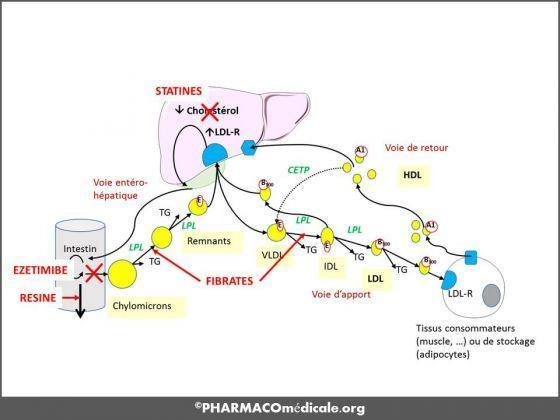 STATINES
Cholestérol
LDL-R
Voie de retour
A1
HDL
CETP
Voie entéro-
hépatique
B100
E
TG
LPL
Remnants
E
LPL
LPL
TG
VLDL
TG
IDL
B100
LDL
TG
B100
A1
Intestin
LPL
TG
EZETIMIBE
RESINE
Chylomicrons
FIBRATES
Voie d'apport
LDL-R
Tissus consommateurs
(muscle, ...) ou de stockage
(adipocytes)
©PHARMACOmédicale.org